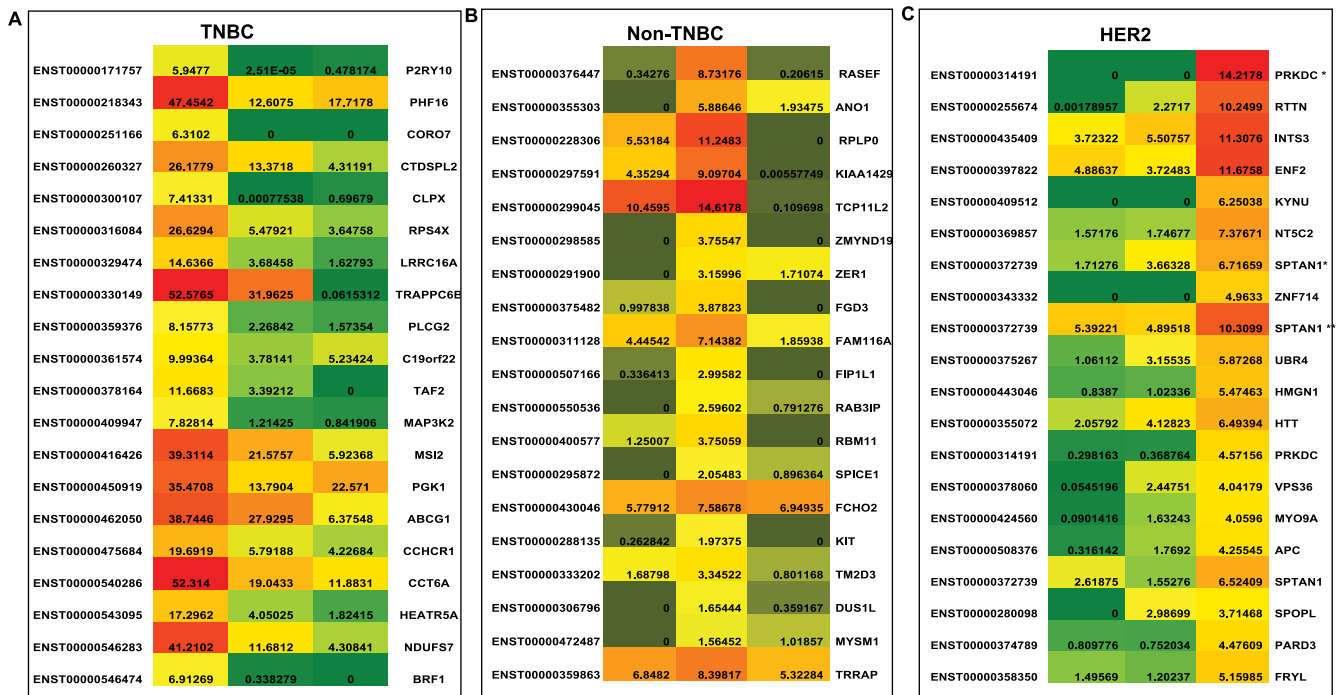 A
TNBC
ENST00000171757 5.9477 2.51E-05 0.478174 P2RY10
ENST00000218343 47.4542 12.6075 17.7178 PHF16
ENST00000251166 6.3102 0 0 CORO7
ENST00000260327 26.1779 13.3718 4.31191 CTDSPL2
ENST00000300107 7.41331 0.00077538 0.69679 CLPX
ENST00000316084 26.6294 5.47921 3.64758 RPS4X
ENST00000329474 14.6366 3.68458 1.62793 LRRC16A
ENST00000330149 52.5765 31.9625 0.0615312 TRAPPC6B
ENST00000359376 8.15773 2.26842 1.57354 PLCG2
ENST00000361574 9.99364 3.78141 5.23424 C19orf22
ENST00000378164 11.6683 3.39212 0 TAF2
ENST00000409947 7.82814 1.21425 0.841906 MAP3K2
ENST00000416426 39.3114 21.5757 5.92368 MSI2
ENST00000450919 35.4708 13.7904 22.571 PGK1
ENST00000462050 38.7446 27.9295 6.37548 ABCG1
ENST00000475684 19.6919 5.79188 4.22684 CCHCR1
ENST00000540286 52.314 19.0433 11.8831 CCT6A
ENST00000543095 17.2962 4.05025 1.82415 HEATR5A
ENST00000546283 41.2102 11.6812 4.30841 NDUFS7
ENST00000546474 6.91269 0.338279 0 BRF1
B
Non-TNBC
ENST00000376447 0.34276 8.73176 0.20615 RASEF
ENST00000355303 0 5.88646 1.93475 ANO1
ENST00000228306 5.53184 11.2483 0 RPLP0
ENST00000297591 4.35294 9.09704 0.00557749 KIAA1429
ENST00000299045 10.4595 14.6178 0.109698 TCP11L2
ENST00000298585 0 3.75547 0 ZMYND19
ENST00000291900 0 3.15996 1.71074 ZER1
ENST00000375482 0.997838 3.87823 0 FGD3
ENST00000311128 4.44542 7.14382 1.85938 FAM116A
ENST00000507166 0.336413 2.99582 0 FIP1L1
ENST00000550536 0 2.59602 0.791276 RAB3IP
ENST00000400577 1.25007 3.75059 0 RBM11
ENST00000295872 0 2.05483 0.896364 SPICE1
ENST00000430046 5.77912 7.58678 6.94935 FCHO2
ENST00000288135 0.262842 1.97375 0 KIT
ENST00000333202 1.68798 3.34522 0.801168 TM2D3
ENST00000306796 0 1.65444 0.359167 DUS1L
ENST00000472487 0 1.56452 1.01857 MYSM1
ENST00000359863 6.8482 8.39817 5.32284 TRRAP
C
HER2
ENST00000314191 0 0 14.2178 PRKDC *
ENST00000255674 0.00178957 2.2717 10.2499 RTTN
ENST00000435409 3.72322 5.50757 11.3076 INTS3
ENST00000397822 4.88637 3.72483 11.6758 ENF2
ENST00000409512 0 0 6.25038 KYNU
ENST00000369857 1.57176 1.74677 7.37671 NT5C2
ENST00000372739 1.71276 3.66328 6.71659 SPTAN1*
ENST00000343332 0 0 4.9633 ZNF714
ENST00000372739 5.39221 4.89518 10.3099 SPTAN1 **
ENST00000375267 1.06112 3.15535 5.87268 UBR4
ENST00000443046 0.8387 1.02336 5.47463 HMGN1
ENST00000355072 2.05792 4.12823 6.49394 HTT
ENST00000314191 0.298163 0.368764 4.57156 PRKDC
ENST00000378060 0.0545196 2.44751 4.04179 VPS36
ENST00000424560 0.0901416 1.63243 4.0596 MYO9A
ENST00000508376 0.316142 1.7692 4.25545 APC
ENST00000372739 2.61875 1.55276 6.52409 SPTAN1
ENST00000280098 0 2.98699 3.71468 SPOPL
ENST00000374789 0.809776 0.752034 4.47609 PARD3
ENST00000358350 1.49569 1.20237 5.15985 FRYL